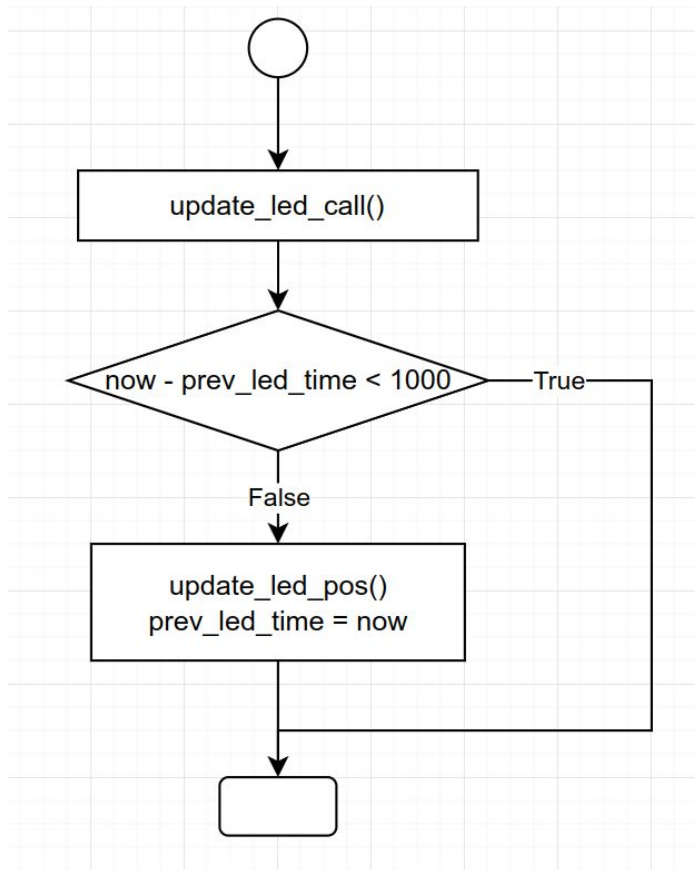 update_led_call()
now - prev_led_time < 1000
True
False
update_led_pos()
prev_led_time = now